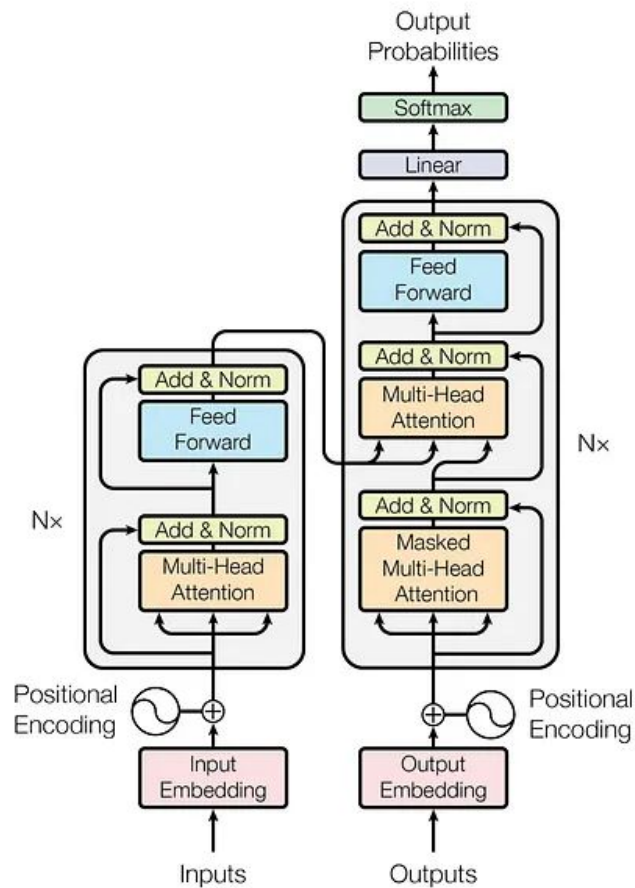 Output
Probabilities
Softmax
Linear
Add & Norm
Feed
Forward
Add & Norm
Multi-Head
Attention
Add & Norm
Masked
Multi-Head
Attention
Nx
Add & Norm
Feed
Forward
Add & Norm
Multi-Head
Attention
Nx
Positional
Encoding
Positional
Encoding
Input
Embedding
Output
Embedding
Inputs
Outputs